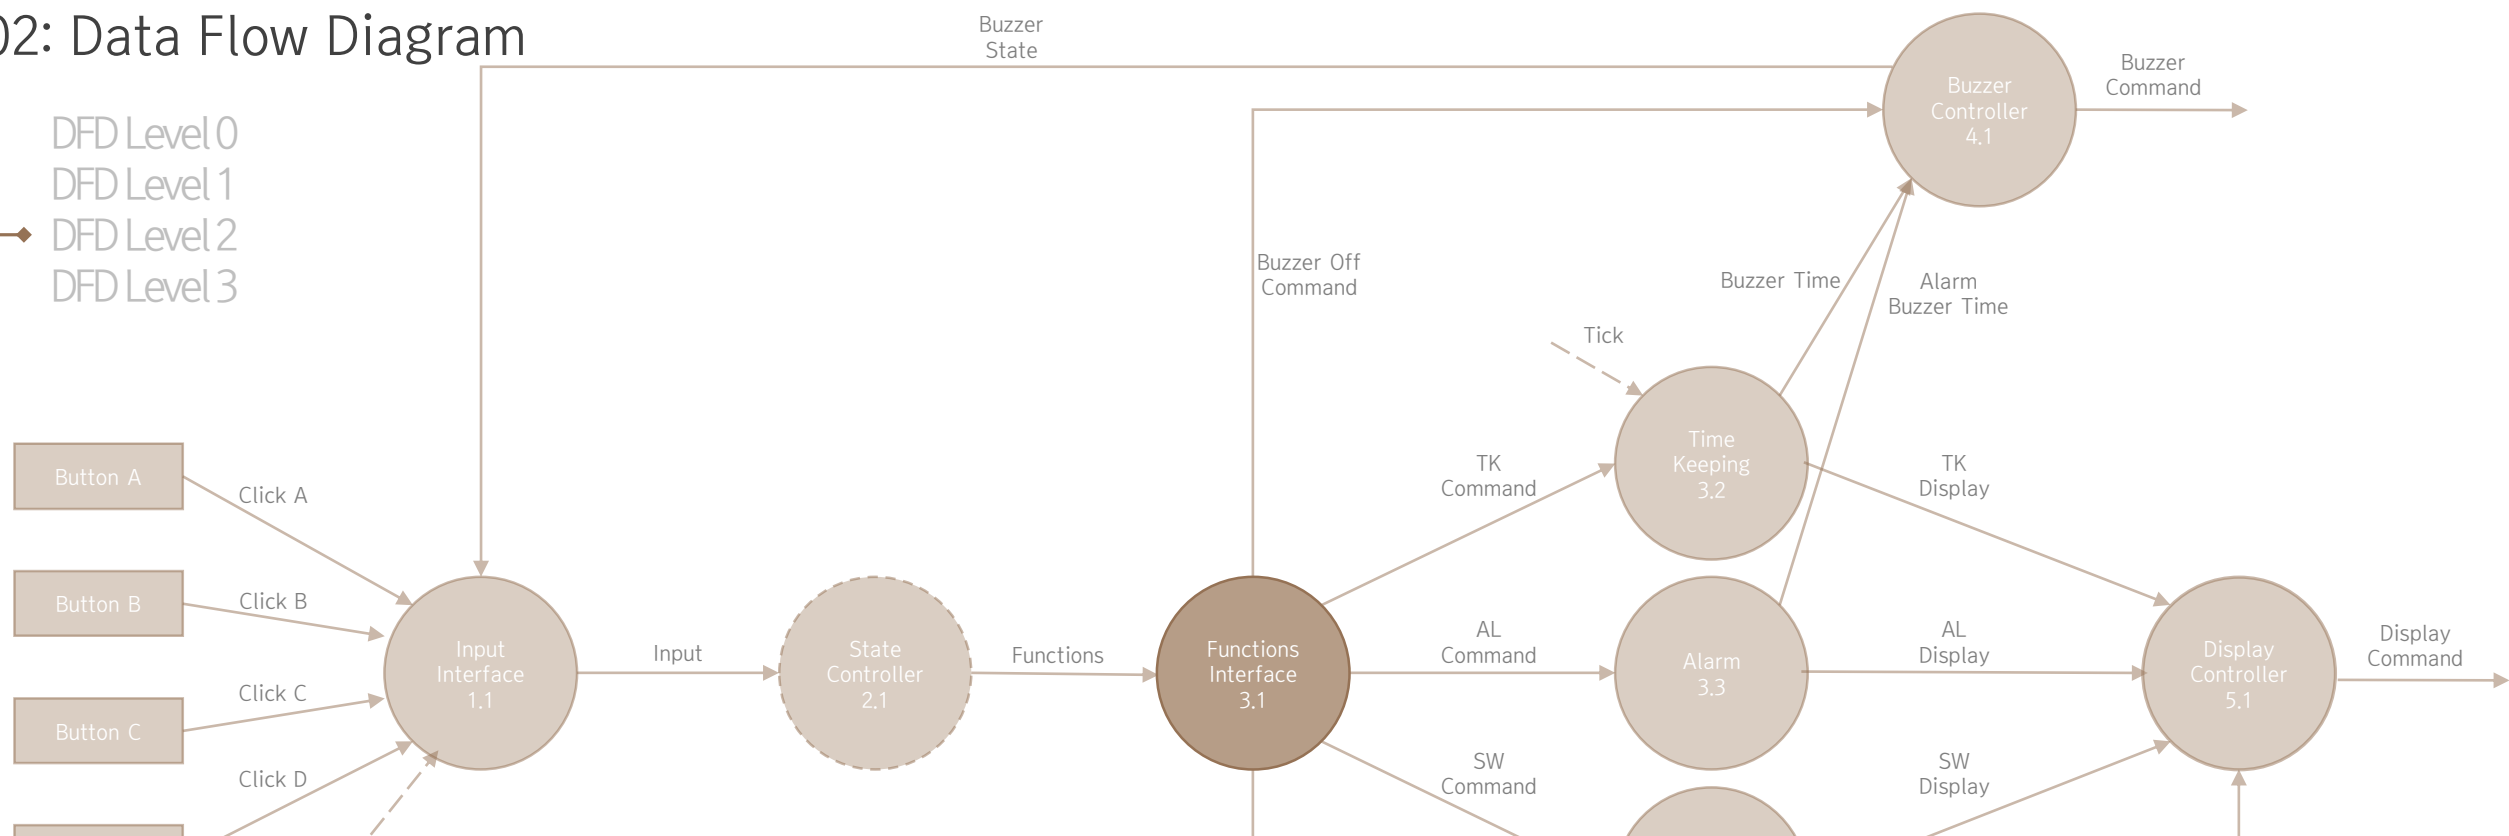 02: Data Flow Diagram
DFD Level 0
DFD Level 1
DFD Level 2
DFD Level 3
Buzzer
State
Buzzer
Controller
4.1
Buzzer
Command
Buzzer Off
Command
Buzzer Time
Alarm
Buzzer Time
Tick
Time
Keeping
3.2
TK
Command
TK
Display
Button A
Click A
Button B
Click B
Button C
Click C
Click D
Input
Interface
1.1
Input
State
Controller
2.1
Functions
Functions
Interface
3.1
AL
Command
Alarm
3.3
AL
Display
Display
Controller
5.1
Display
Command
SW
Command
SW
Display